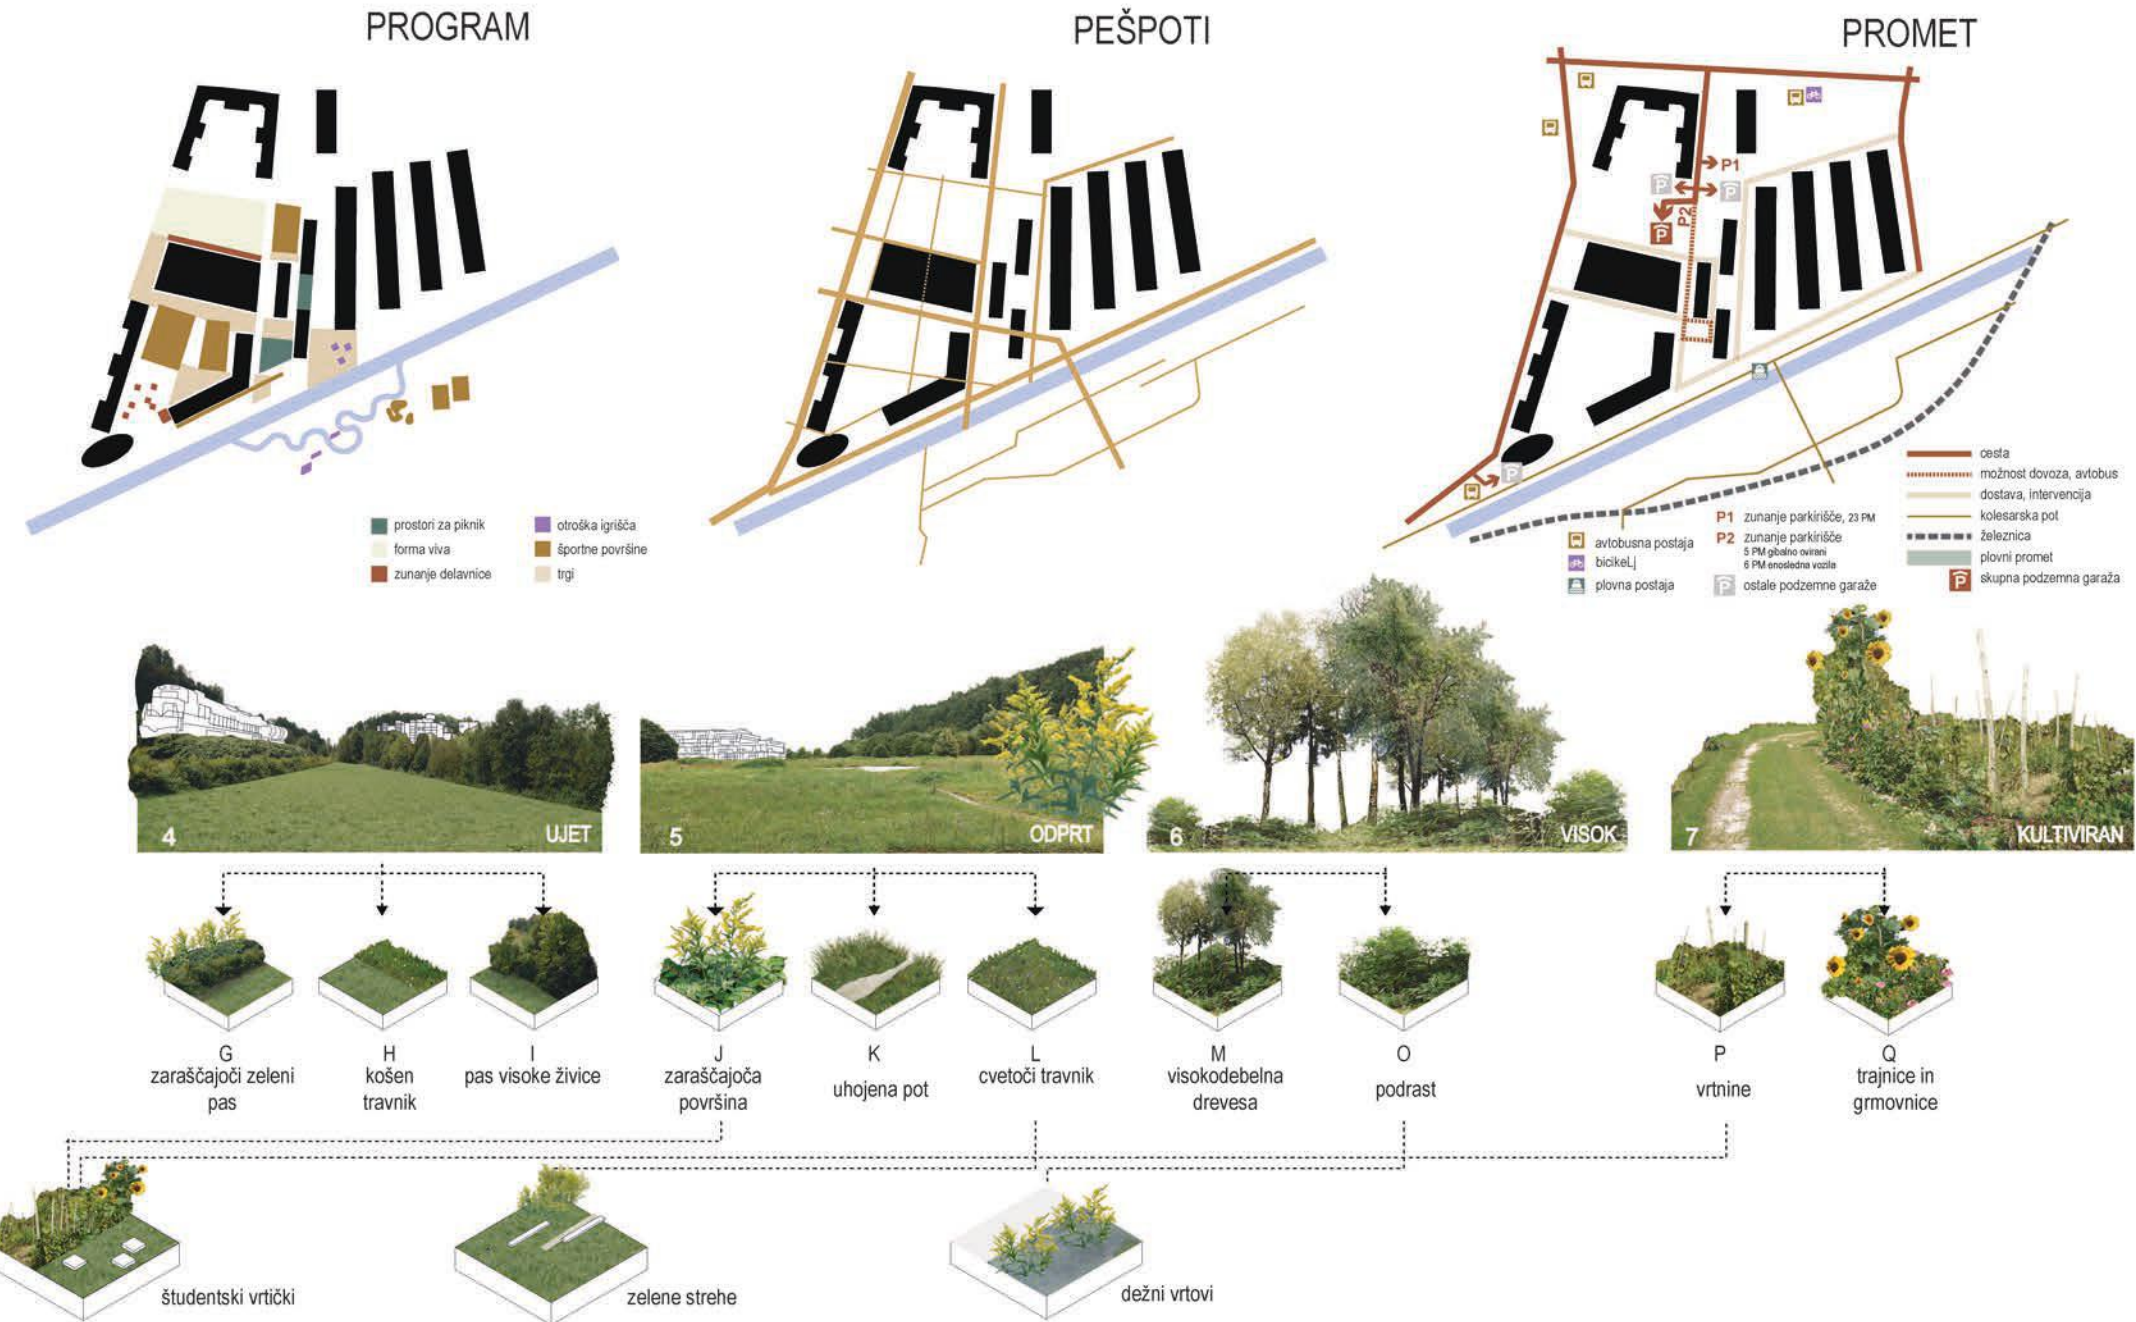 PROGRAM
PEŠPOTI
PROMET
prostori za piknik
forma viva
zunanje delavnice
otroška igrišča
športne površine
trgi
P1
P2
P
P
P
P
avtobusna postaja
bicikeLj
plovna postaja
P1 zunanje parkirišče, 23 PM
P2 zunanje parkirišče
5 PM gibalno ovirani
6 PM enosledna vozila
P ostale podzemne garaže
cesta
možnost dovoza, avtobus
dostava, intervencija
kolesarska pot
železnica
plovni promet
P skupna podzemna garaža
4 UJET
5 ODPRT
6 VISOK
7 KULTIVIRAN
G
zaraščajoči zeleni
pas
H
košen
travnik
I
pas visoke živice
J
zaraščajoča
površina
K
uhojena pot
L
cvetoči travnik
M
visokodebelna
drevesa
O
podrast
P
vrtnine
Q
trajnice in
grmovnice
študentski vrtički
zelene strehe
dežni vrtovi